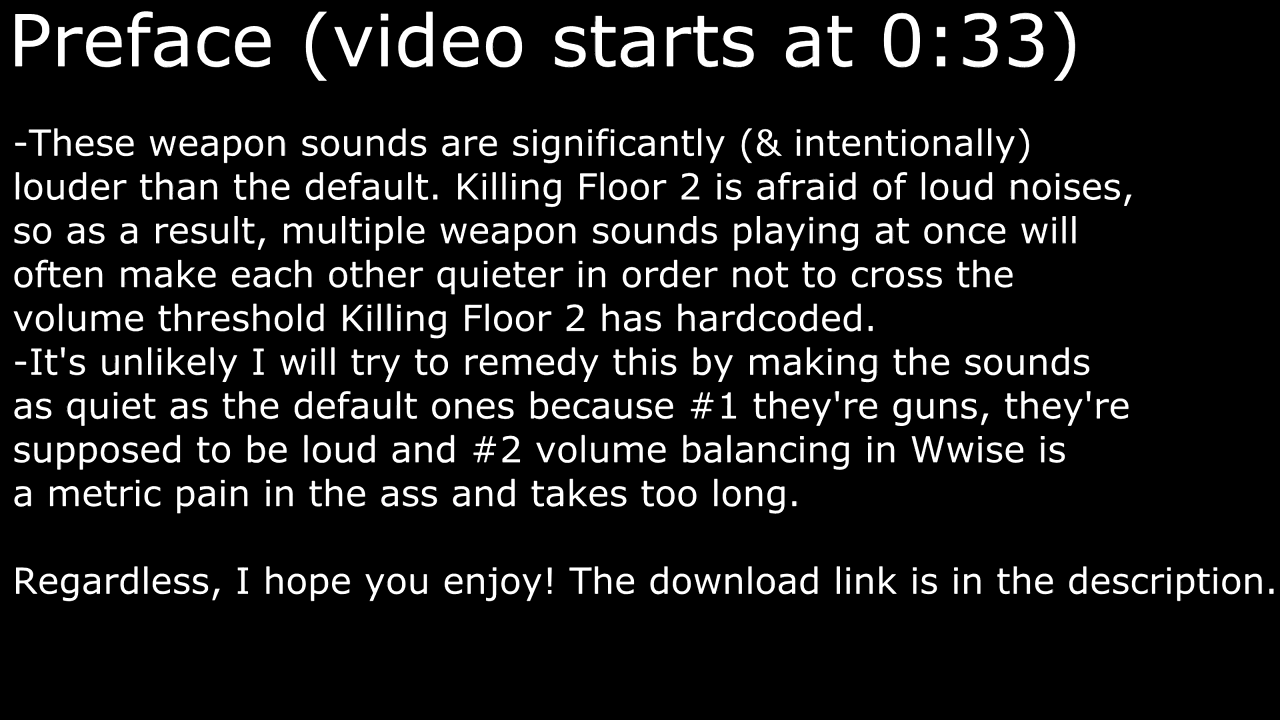 Preface (video starts at 0:33)
-These weapon sounds are significantly (& intentionally)
louder than the default. Killing Floor 2 is afraid of loud noises,
so as a result, multiple weapon sounds playing at once will
often make each other quieter in order not to cross the
volume threshold Killing Floor 2 has hardcoded.
-It's unlikely I will try to remedy this by making the sounds
as quiet as the default ones because #1 they're guns, they're
supposed to be loud and #2 volume balancing in Wwise is
a metric pain in the ass and takes too long.
Regardless, I hope you enjoy! The download link is in the description.